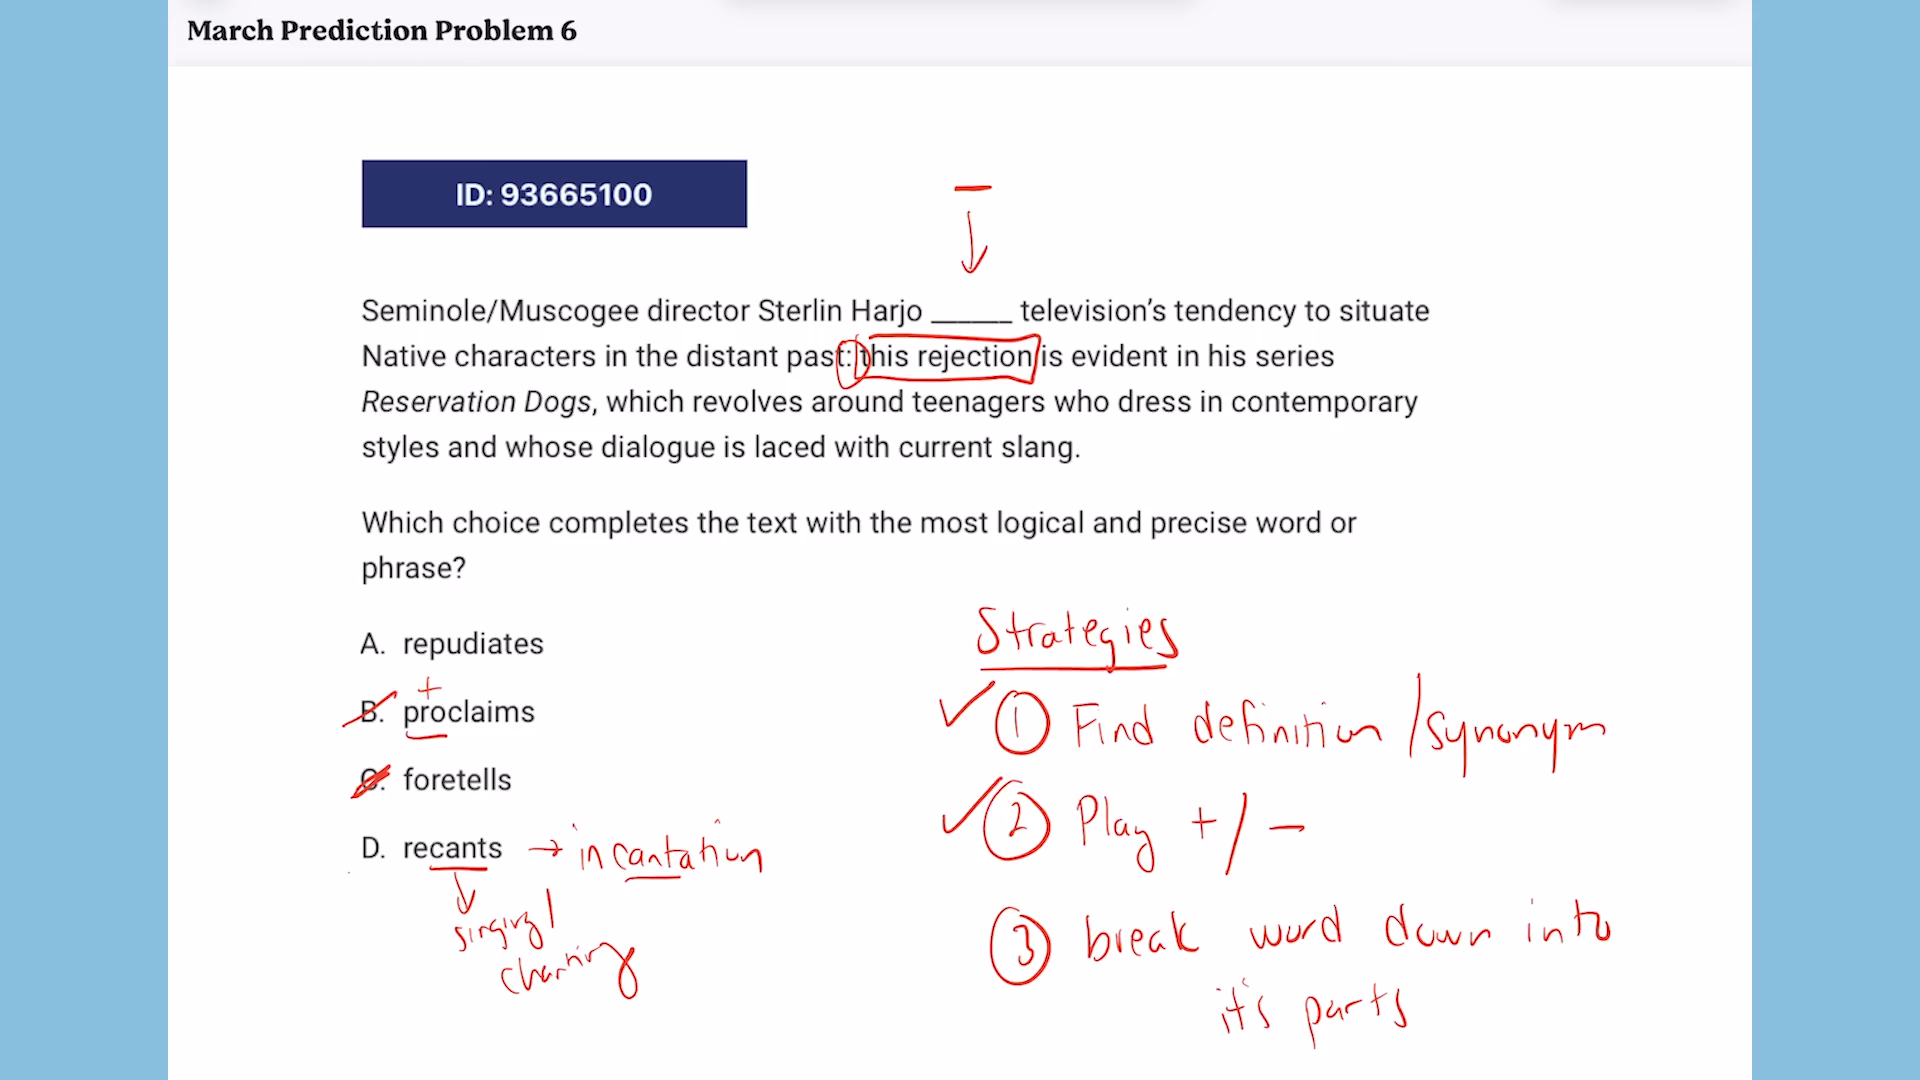 March Prediction Problem 6
ID: 93665100
Seminole/Muscogee director Sterlin Harjo ______ television's tendency to situate
Native characters in the distant past: this rejection is evident in his series
Reservation Dogs, which revolves around teenagers who dress in contemporary
styles and whose dialogue is laced with current slang.
Which choice completes the text with the most logical and precise word or
phrase?
A. repudiates
+
B. proclaims
C. foretells
D. recants → incantation
singing/
chanting
Strategies
① Find definition/synonym
② Play +/−
③ break word down into
it's parts